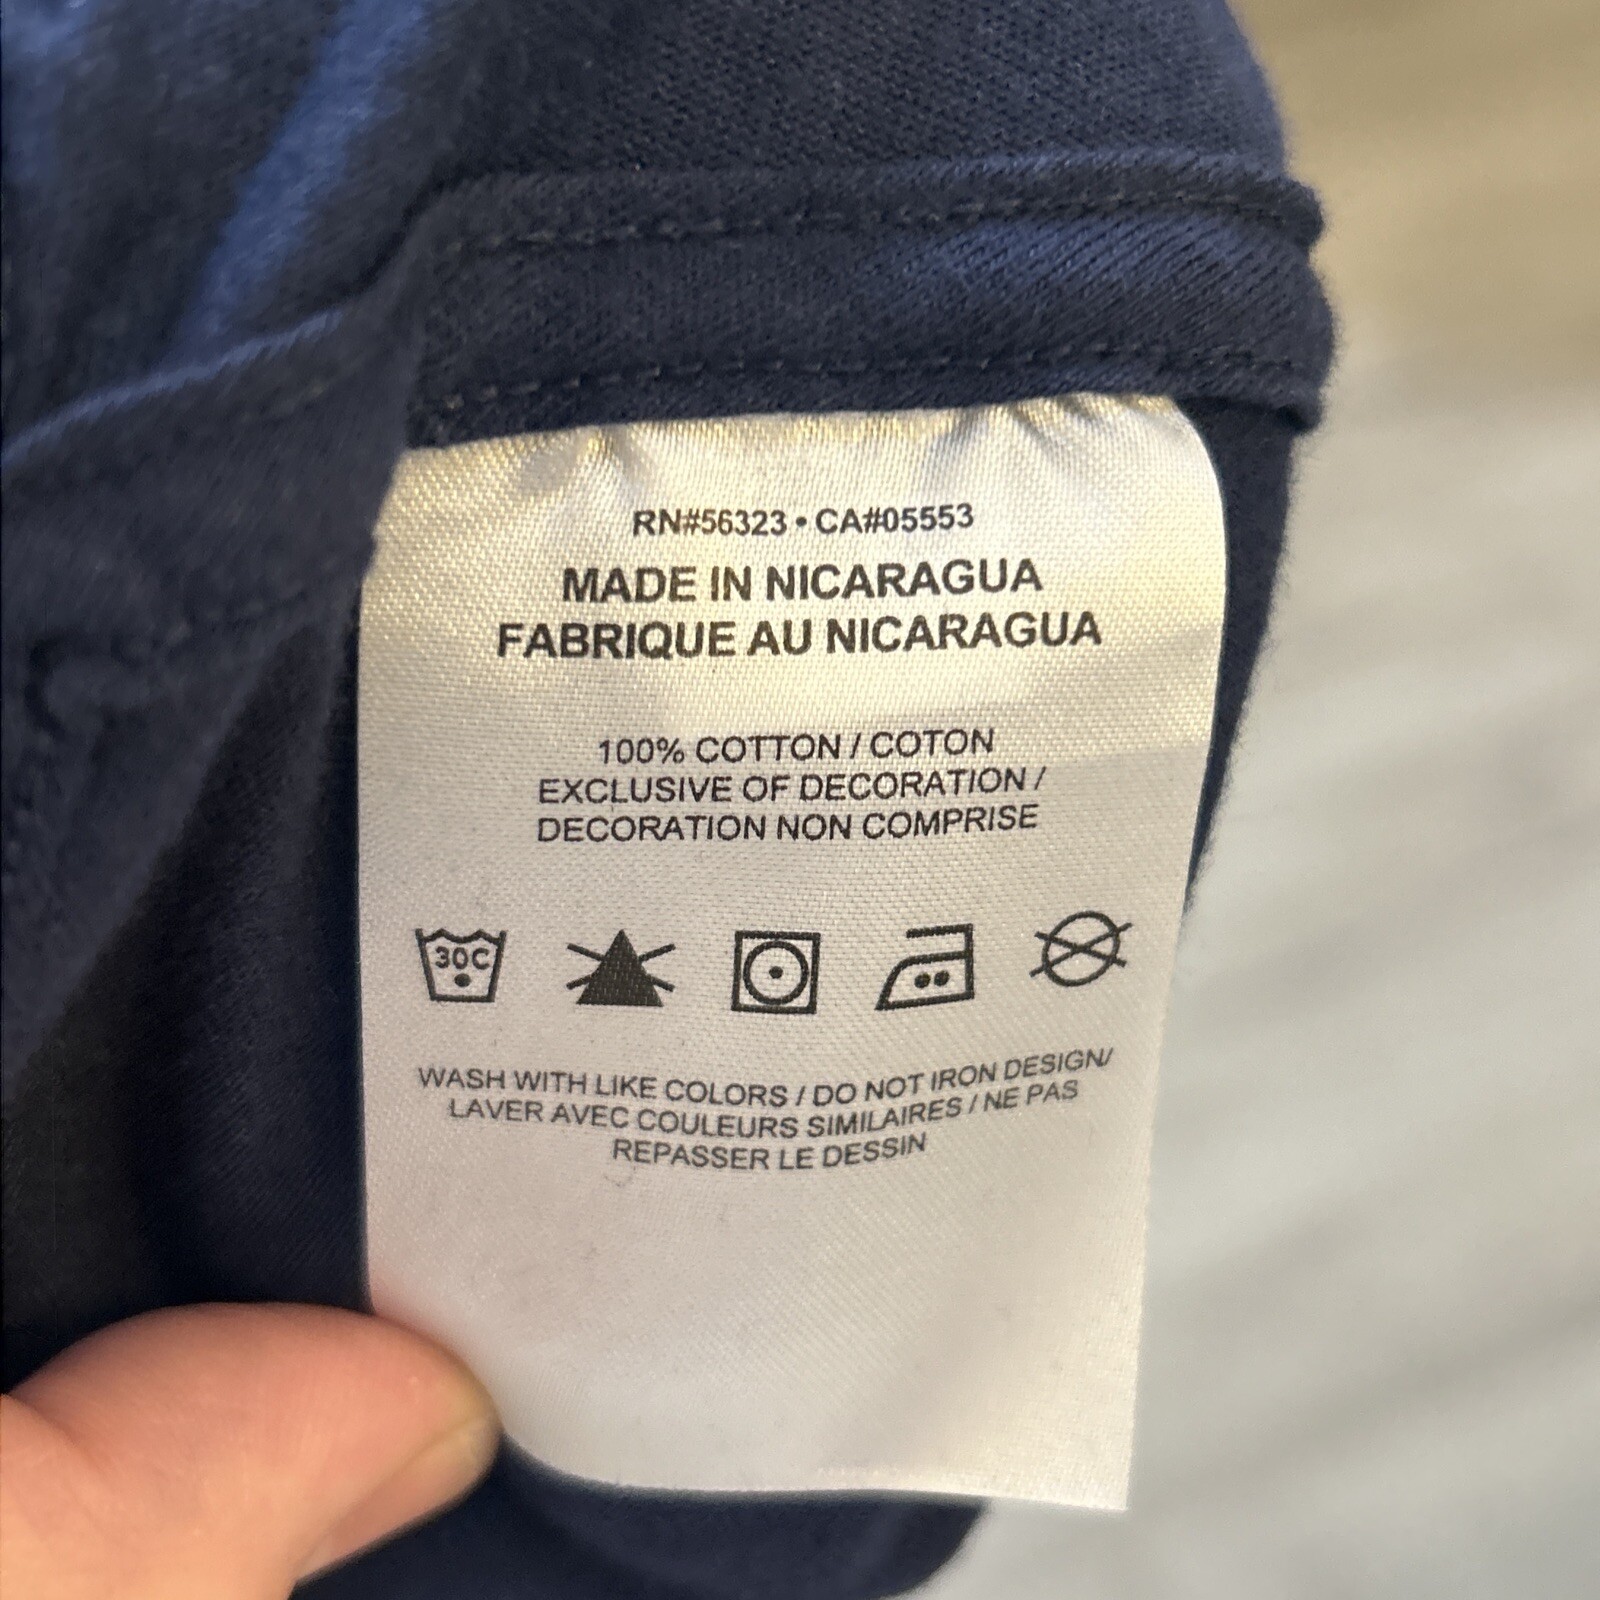 RN#56323 • CA#05553
MADE IN NICARAGUA
FABRIQUE AU NICARAGUA
100% COTTON / COTON
EXCLUSIVE OF DECORATION /
DECORATION NON COMPRISE
30C
WASH WITH LIKE COLORS / DO NOT IRON DESIGN/
LAVER AVEC COULEURS SIMILAIRES / NE PAS
REPASSER LE DESSIN